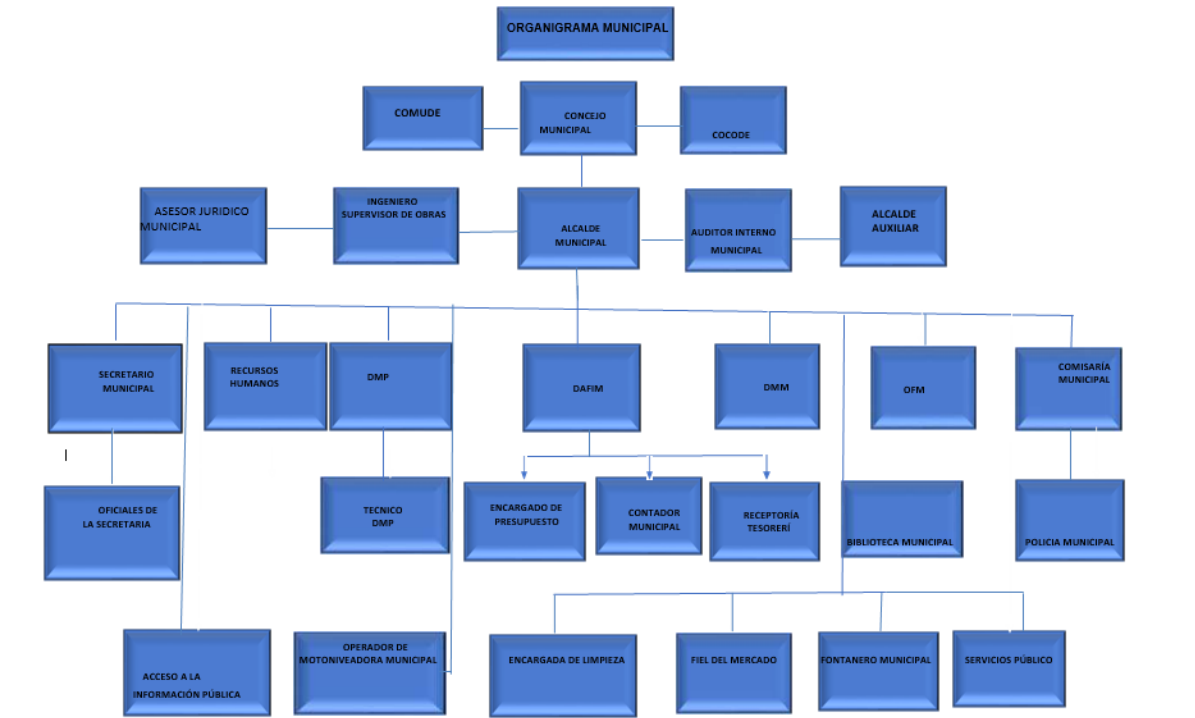 ORGANIGRAMA MUNICIPAL
COMUDE
CONCEJO
MUNICIPAL
COCODE
ASESOR JURIDICO
MUNICIPAL
INGENIERO
SUPERVISOR DE OBRAS
ALCALDE
MUNICIPAL
AUDITOR INTERNO
MUNICIPAL
ALCALDE
AUXILIAR
SECRETARIO
MUNICIPAL
RECURSOS
HUMANOS
DMP
DAFIM
DMM
OFM
COMISARÍA
MUNICIPAL
OFICIALES DE
LA SECRETARIA
TECNICO
DMP
ENCARGADO DE
PRESUPUESTO
CONTADOR
MUNICIPAL
RECEPTORÍA
TESORERÍ
BIBLIOTECA MUNICIPAL
POLICIA MUNICIPAL
ACCESO A LA
INFORMACIÓN PÚBLICA
OPERADOR DE
MOTONIVEADORA MUNICIPAL
ENCARGADA DE LIMPIEZA
FIEL DEL MERCADO
FONTANERO MUNICIPAL
SERVICIOS PÚBLICO